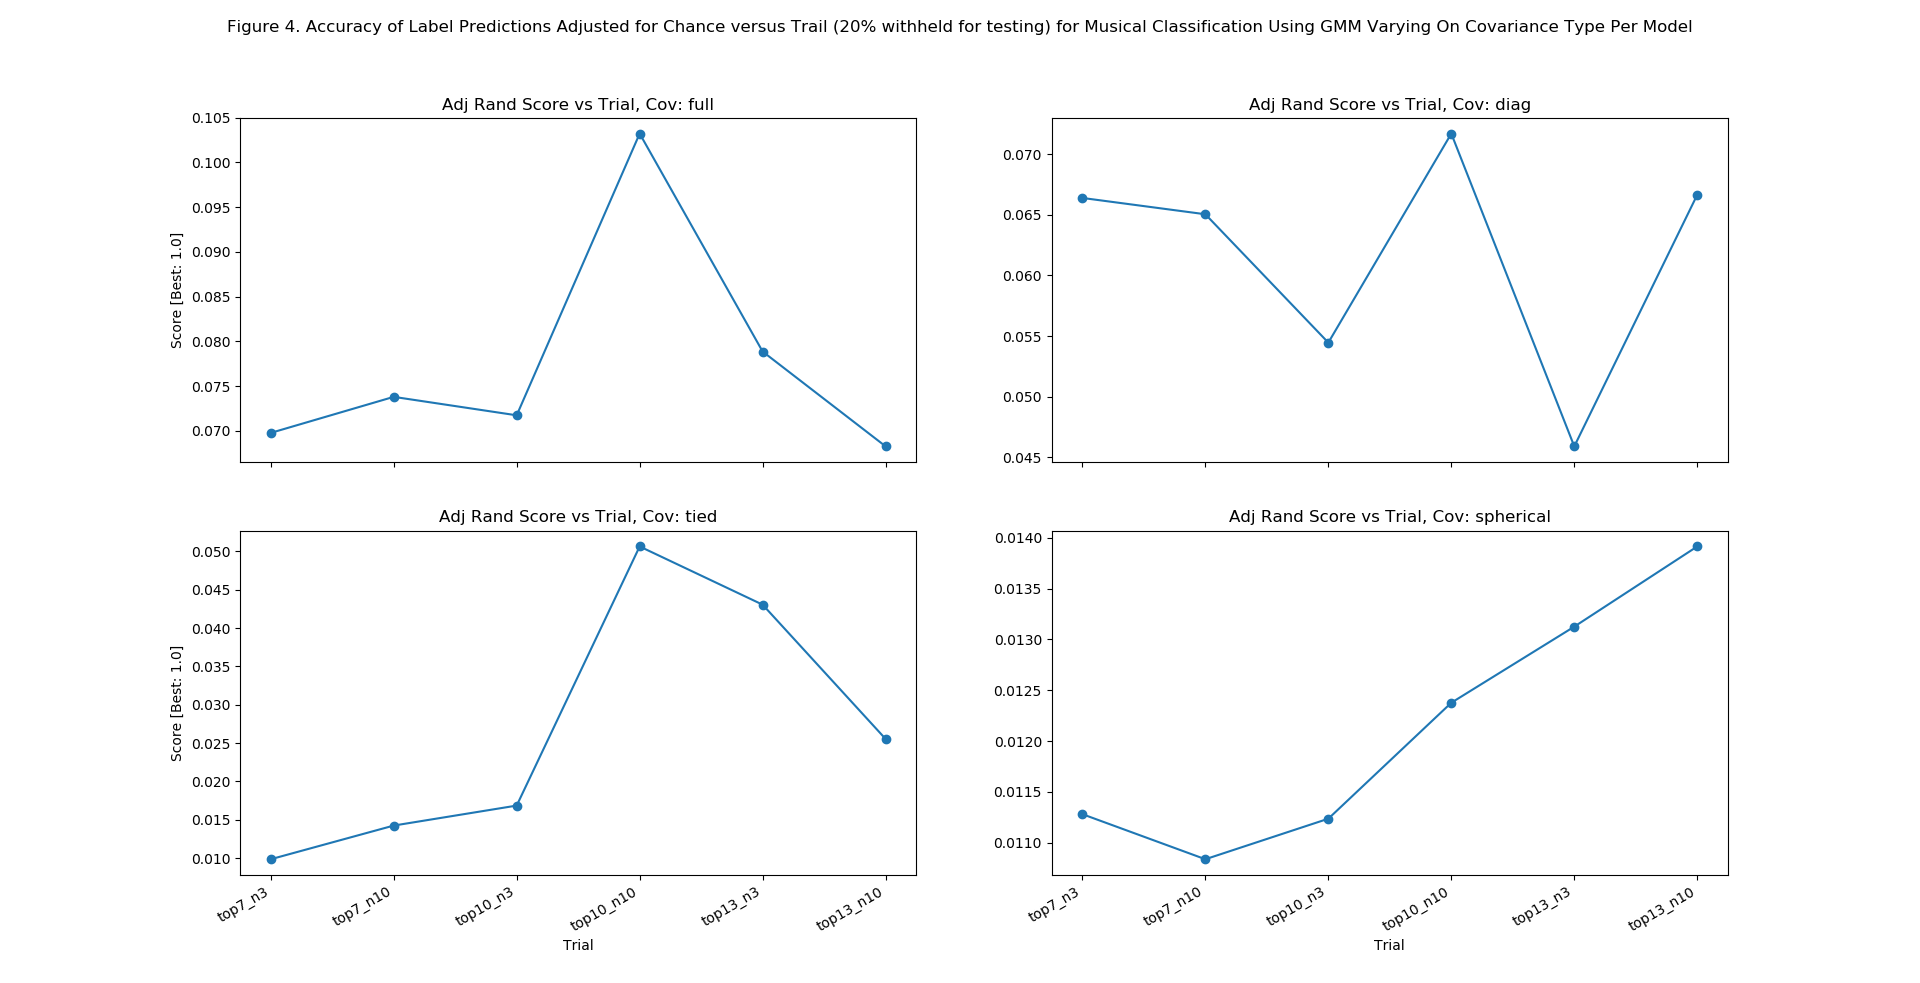 Figure 4. Accuracy of Label Predictions Adjusted for Chance versus Trail (20% withheld for testing) for Musical Classification Using GMM Varying On Covariance Type Per Model
Adj Rand Score vs Trial, Cov: full
0.105
0.100
0.095
0.090
0.085
0.080
0.075
0.070
Score [Best: 1.0]
Adj Rand Score vs Trial, Cov: diag
0.070
0.065
0.060
0.055
0.050
0.045
Adj Rand Score vs Trial, Cov: tied
0.050
0.045
0.040
0.035
0.030
0.025
0.020
0.015
0.010
Score [Best: 1.0]
top7_n3
top7_n10
top10_n3
top10_n10
top13_n3
top13_n10
Trial
Adj Rand Score vs Trial, Cov: spherical
0.0140
0.0135
0.0130
0.0125
0.0120
0.0115
0.0110
top7_n3
top7_n10
top10_n3
top10_n10
top13_n3
top13_n10
Trial